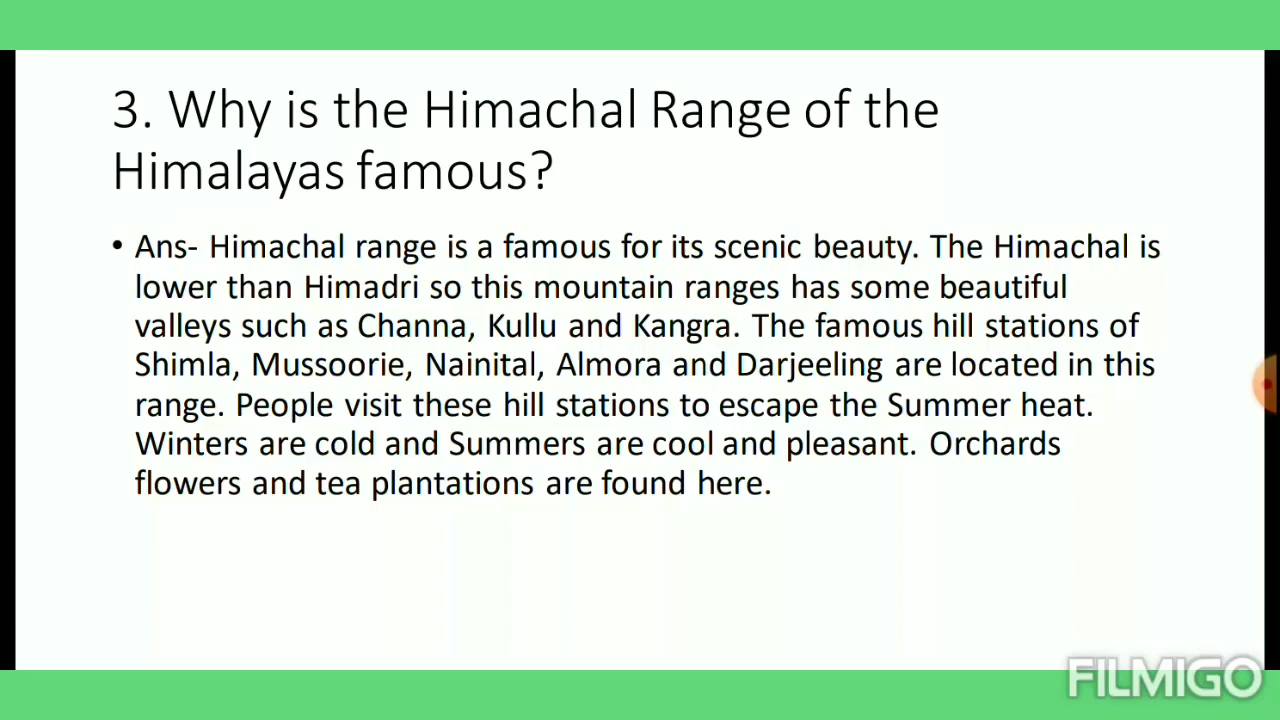 3. Why is the Himachal Range of the
Himalayas famous?
• Ans- Himachal range is a famous for its scenic beauty. The Himachal is
lower than Himadri so this mountain ranges has some beautiful
valleys such as Channa, Kullu and Kangra. The famous hill stations of
Shimla, Mussoorie, Nainital, Almora and Darjeeling are located in this
range. People visit these hill stations to escape the Summer heat.
Winters are cold and Summers are cool and pleasant. Orchards
flowers and tea plantations are found here.
FILMIGO